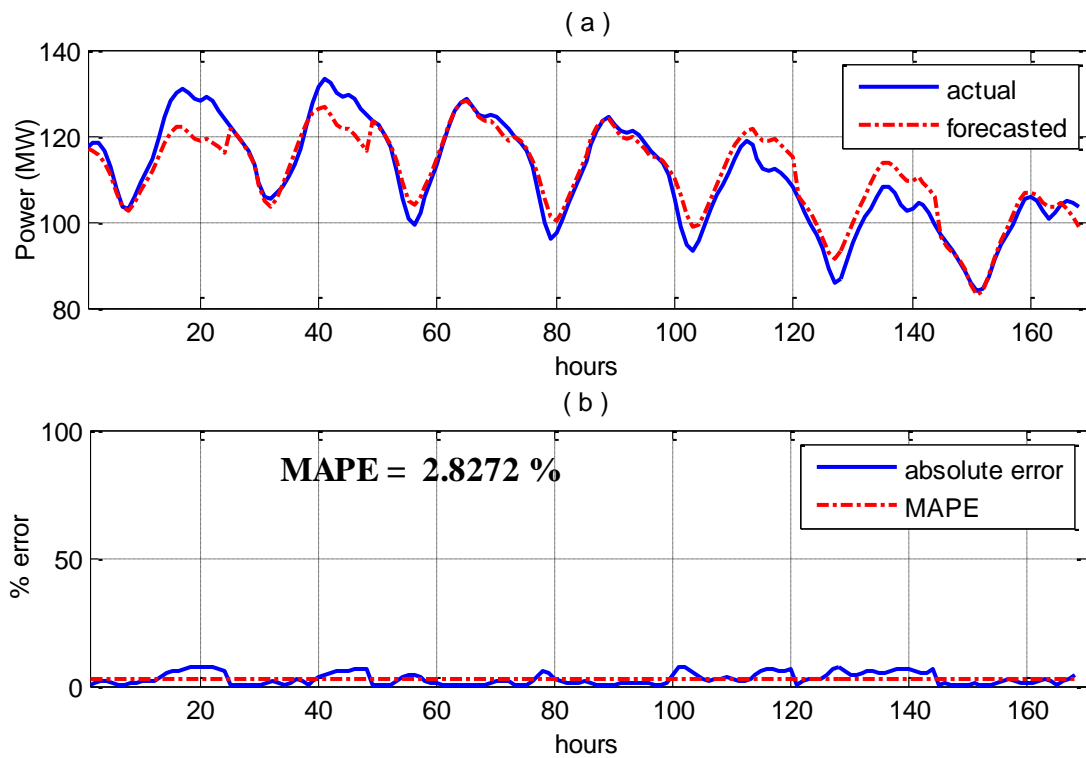 ( a )
140
120
100
80
Power (MW)
actual
forecasted
20 40 60 80 100 120 140 160
hours
( b )
100
50
0
% error
MAPE = 2.8272 %
absolute error
MAPE
20 40 60 80 100 120 140 160
hours